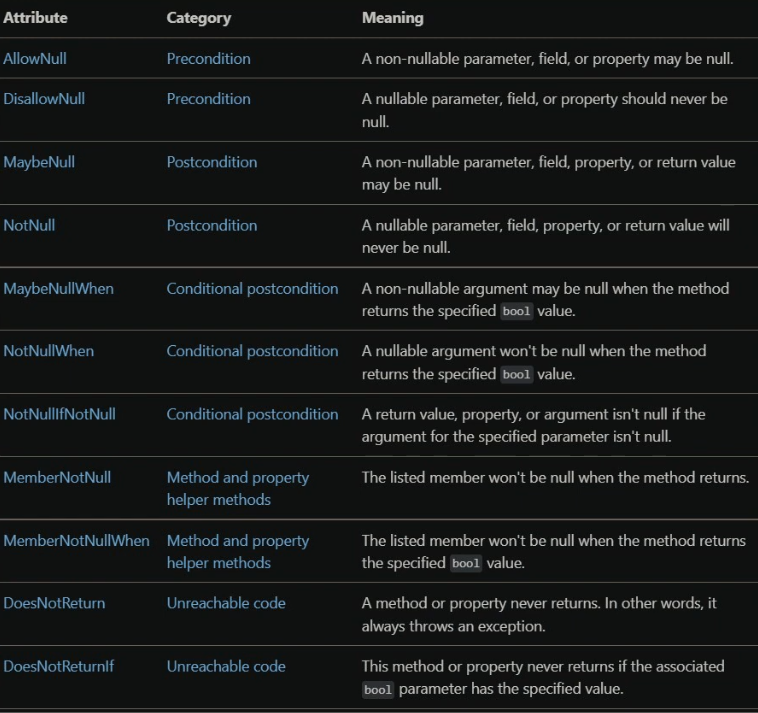 Attribute Category Meaning
AllowNull Precondition A non-nullable parameter, field, or property may be null.
DisallowNull Precondition A nullable parameter, field, or property should never be
null.
MaybeNull Postcondition A non-nullable parameter, field, property, or return value
may be null.
NotNull Postcondition A nullable parameter, field, property, or return value will
never be null.
MaybeNullWhen Conditional postcondition A non-nullable argument may be null when the method
returns the specified bool value.
NotNullWhen Conditional postcondition A nullable argument won't be null when the method
returns the specified bool value.
NotNullIfNotNull Conditional postcondition A return value, property, or argument isn't null if the
argument for the specified parameter isn't null.
MemberNotNull Method and property The listed member won't be null when the method returns.
helper methods
MemberNotNullWhen Method and property The listed member won't be null when the method returns
helper methods the specified bool value.
DoesNotReturn Unreachable code A method or property never returns. In other words, it
always throws an exception.
DoesNotReturnIf Unreachable code This method or property never returns if the associated
bool parameter has the specified value.